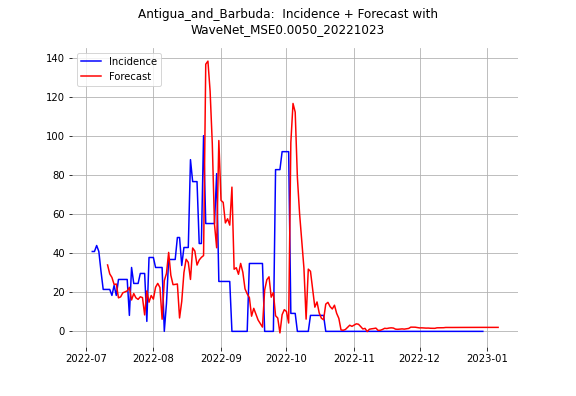 Antigua_and_Barbuda:  Incidence + Forecast with
WaveNet_MSE0.0050_20221023
Incidence
Forecast
140
120
100
80
60
40
20
0
2022-07 2022-08 2022-09 2022-10 2022-11 2022-12 2023-01